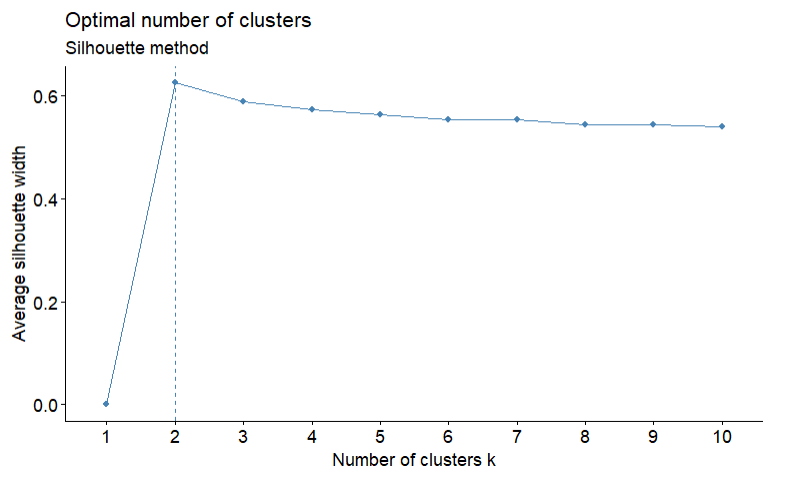 Optimal number of clusters
Silhouette method
Average silhouette width
0.6
0.4
0.2
0.0
1 2 3 4 5 6 7 8 9 10
Number of clusters k